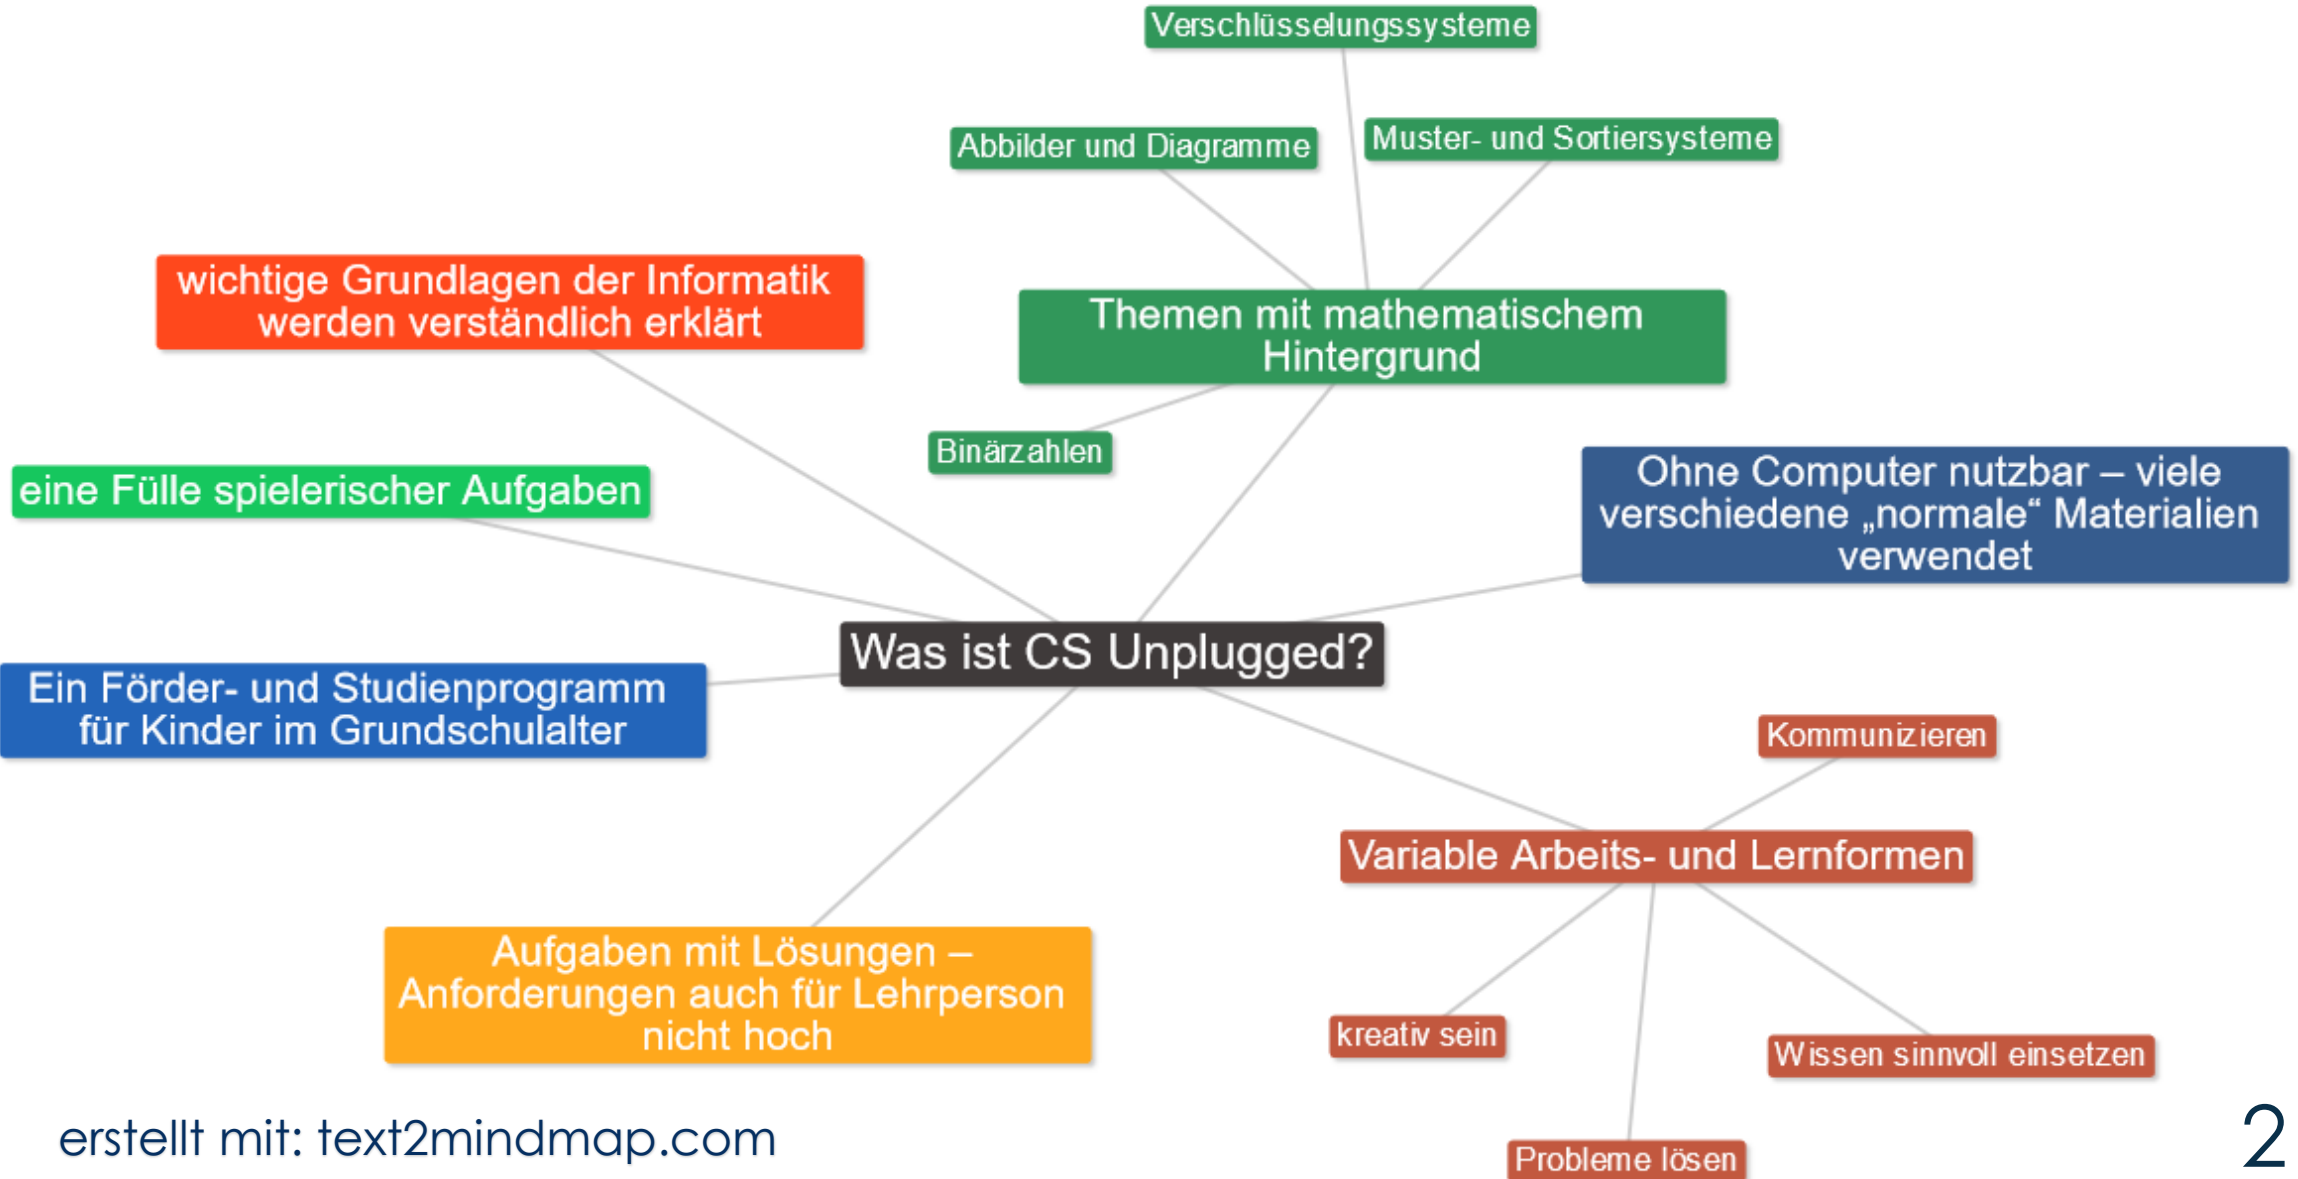 Verschlüsselungssysteme
Abbilder und Diagramme
Muster- und Sortiersysteme
wichtige Grundlagen der Informatik
werden verständlich erklärt
Themen mit mathematischem
Hintergrund
Binärzahlen
eine Fülle spielerischer Aufgaben
Ohne Computer nutzbar – viele
verschiedene „normale“ Materialien
verwendet
Was ist CS Unplugged?
Ein Förder- und Studienprogramm
für Kinder im Grundschulalter
Kommunizieren
Variable Arbeits- und Lernformen
Aufgaben mit Lösungen –
Anforderungen auch für Lehrperson
nicht hoch
kreativ sein
Wissen sinnvoll einsetzen
Probleme lösen
erstellt mit: text2mindmap.com
2